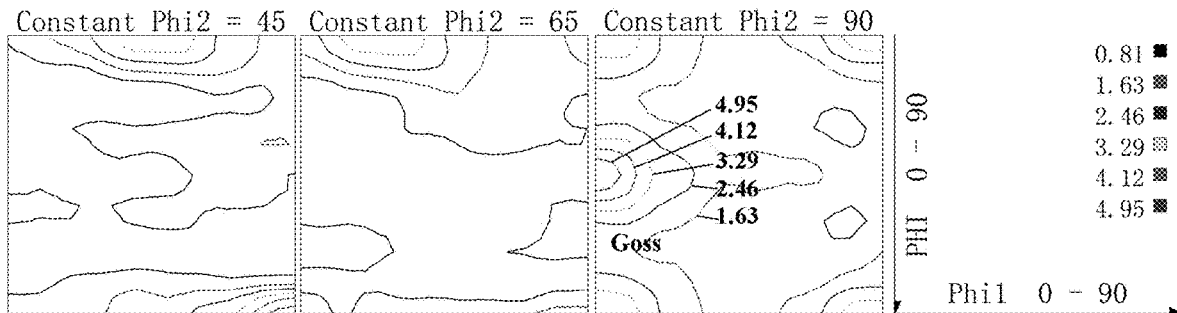 Constant Phi2 = 45
Constant Phi2 = 65
Constant Phi2 = 90
4.95
4.12
3.29
2.46
1.63
Goss
PHI 0 - 90
Phi1 0 - 90
0.81
1.63
2.46
3.29
4.12
4.95